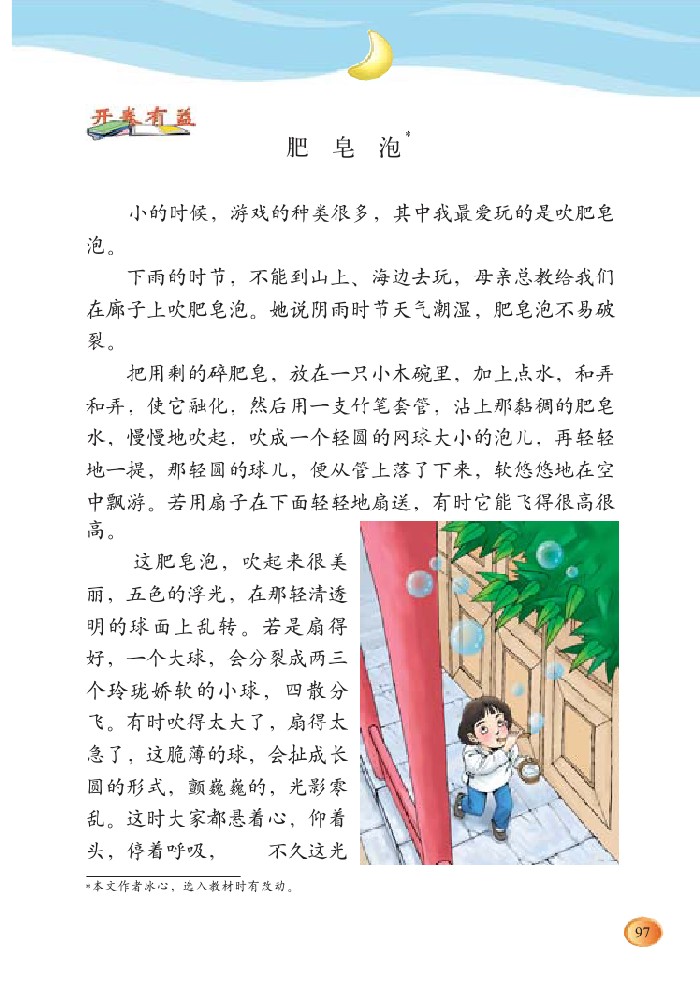 开卷有益
肥皂泡*
小的时候，游戏的种类很多，其中我最爱玩的是吹肥皂
泡。
下雨的时节，不能到山上、海边去玩，母亲总教给我们
在廊子上吹肥皂泡。她说阴雨时节天气潮湿，肥皂泡不易破
裂。
把用剩的碎肥皂，放在一只小木碗里，加上点水，和弄
和弄，使它融化，然后用一支竹笔套管，沾上那黏稠的肥皂
水，慢慢地吹起，吹成一个轻圆的网球大小的泡儿，再轻轻
地一提，那轻圆的球儿，便从管上落了下来，软悠悠地在空
中飘游。若用扇子在下面轻轻地扇送，有时它能飞得很高很
高。
这肥皂泡，吹起来很美
丽，五色的浮光，在那轻清透
明的球面上乱转。若是扇得
好，一个大球，会分裂成两三
个玲珑娇软的小球，四散分
飞。有时吹得太大了，扇得太
急了，这脆薄的球，会扯成长
圆的形式，颤巍巍的，光影零
乱。这时大家都悬着心，仰着
头，停着呼吸， 不久这光
*本文作者冰心，选入教材时有改动。
97